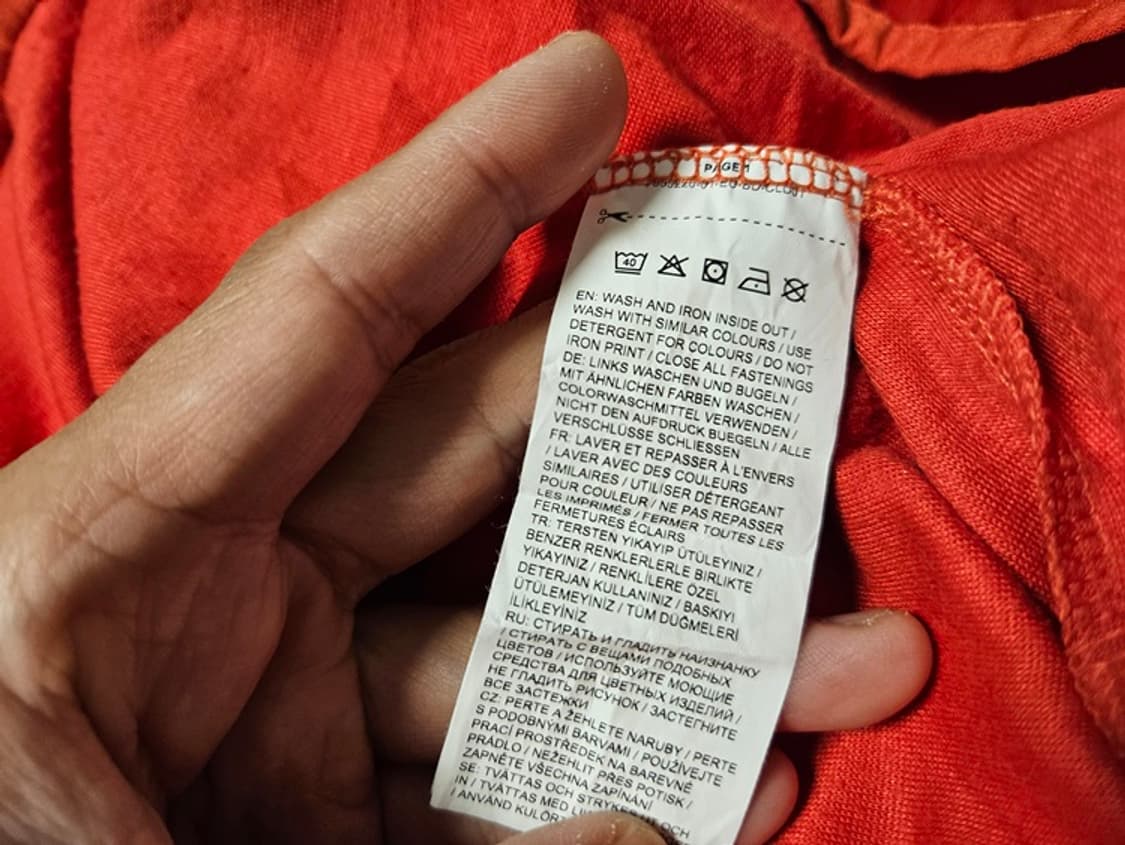 PAGE 1
40
EN: WASH AND IRON INSIDE OUT /
WASH WITH SIMILAR COLOURS / USE
DETERGENT FOR COLOURS / DO NOT
IRON PRINT / CLOSE ALL FASTENINGS
DE: LINKS WASCHEN UND BUGELN /
MIT ÄHNLICHEN FARBEN WASCHEN /
COLORWASCHMITTEL VERWENDEN /
NICHT DEN AUFDRUCK BUEGELN / ALLE
VERSCHLÜSSE SCHLIESSEN
FR: LAVER ET REPASSER À L'ENVERS
/ LAVER AVEC DES COULEURS
SIMILAIRES / UTILISER DÉTERGEANT
POUR COULEUR / NE PAS REPASSER
LES IMPRIMÉS / FERMER TOUTES LES
FERMETURES ÉCLAIRS
TR: TERSTEN YIKAYIP ÜTÜLEYINIZ /
BENZER RENKLERLERLE BIRLIKTE
YIKAYINIZ / RENKLİLERE ÖZEL
DETERJAN KULLANINIZ / BASKIYI
ÜTÜLEMEYINIZ / TÜM DÜĞMELERİ
İLİKLEYİNİZ
RU: СТИРАТЬ И ГЛАДИТЬ НАИЗНАНКУ
/ СТИРАТЬ С ВЕЩАМИ ПОДОБНЫХ
ЦВЕТОВ / ИСПОЛЬЗУЙТЕ МОЮЩИЕ
СРЕДСТВА ДЛЯ ЦВЕТНЫХ ИЗДЕЛИЙ /
НЕ ГЛАДИТЬ РИСУНОК / ЗАСТЕГНИТЕ
ВСЕ ЗАСТЕЖКИ
CZ: PERTE A ŽEHLETE NARUBY / PERTE
S PODOBNÝMI BARVAMI / POUŽÍVEJTE
PRACÍ PROSTŘEDEK NA BAREVNÉ
PRÁDLO / NEŽEHLIT PŘES POTISK /
ZAPNĚTE VŠECHNA ZAPÍNÁNÍ
SE: TVÄTTAS OCH STRYKES UT OCH
IN / TVÄTTAS MED
/ ANVÄND